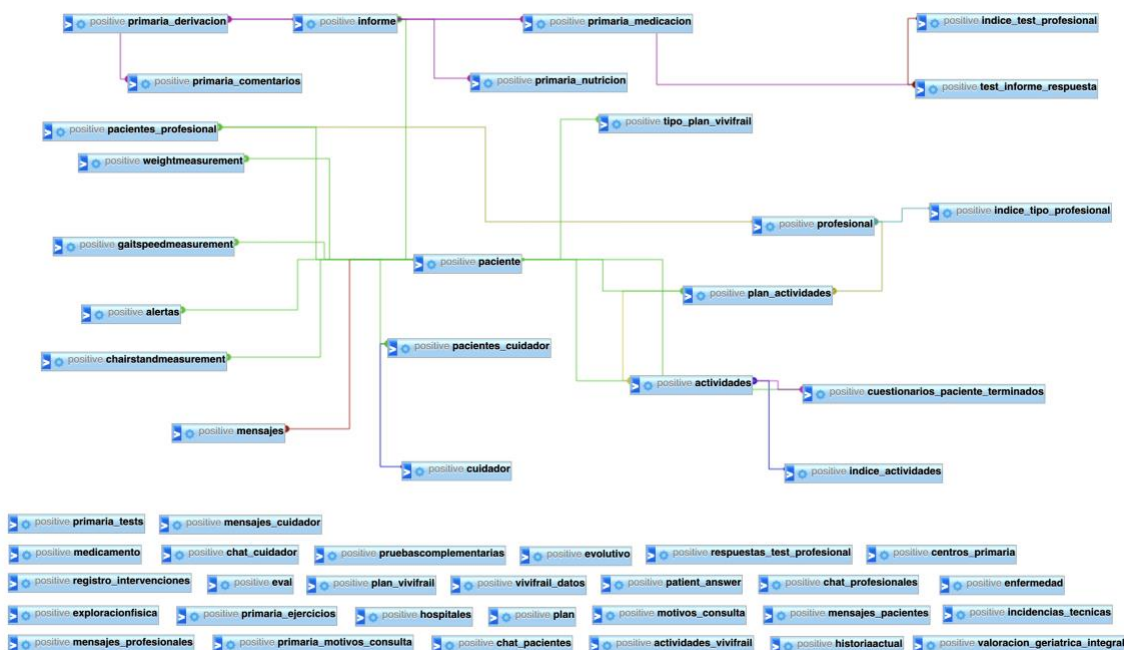 positive primaria_derivacion
positive informe
positive primaria_medicacion
positive indice_test_profesional
positive primaria_comentarios
positive primaria_nutricion
positive test_informe_respuesta
positive pacientes_profesional
positive tipo_plan_vivifrail
positive weightmeasurement
positive indice_tipo_profesional
positive profesional
positive gaitspeedmeasurement
positive paciente
positive plan_actividades
positive alertas
positive pacientes_cuidador
positive chairstandmeasurement
positive actividades
positive cuestionarios_paciente_terminados
positive mensajes
positive cuidador
positive indice_actividades
positive primaria_tests
positive mensajes_cuidador
positive medicamento
positive chat_cuidador
positive pruebascomplementarias
positive evolutivo
positive respuestas_test_profesional
positive centros_primaria
positive registro_intervenciones
positive eval
positive plan_vivifrail
positive vivifrail_datos
positive patient_answer
positive chat_profesionales
positive enfermedad
positive exploracionfisica
positive primaria_ejercicios
positive hospitales
positive plan
positive motivos_consulta
positive mensajes_pacientes
positive incidencias_tecnicas
positive mensajes_profesionales
positive primaria_motivos_consulta
positive chat_pacientes
positive actividades_vivifrail
positive historiaactual
positive valoracion_geriatrica_integral